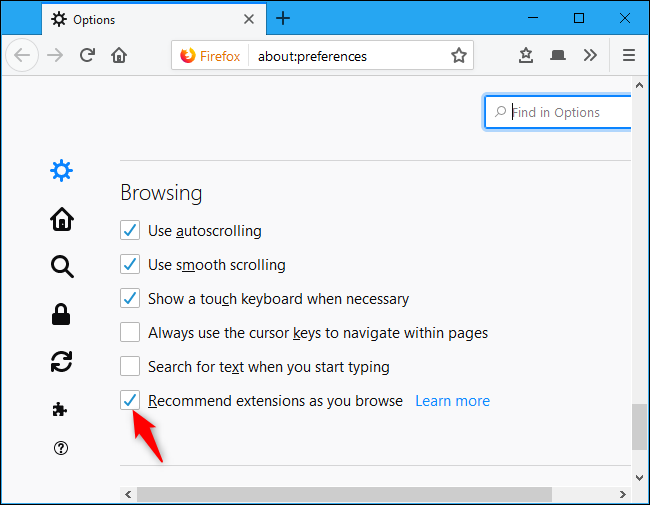 Options
Firefox about:preferences
Find in Options
Browsing
Use autoscrolling
Use smooth scrolling
Show a touch keyboard when necessary
Always use the cursor keys to navigate within pages
Search for text when you start typing
Recommend extensions as you browse Learn more